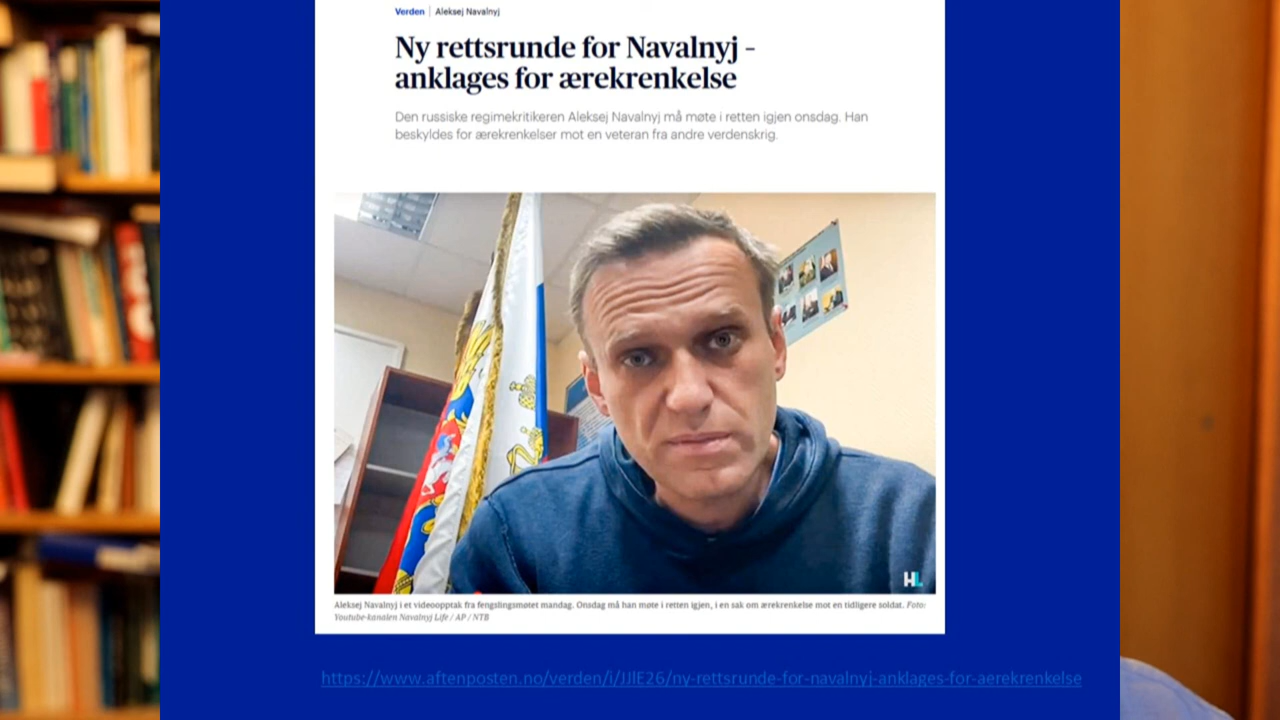 Verden | Aleksej Navalnyj
Ny rettsrunde for Navalnyj –
anklages for ærekrenkelse
Den russiske regimekritikeren Aleksej Navalnyj må møte i retten igjen onsdag. Han
beskyldes for ærekrenkelser mot en veteran fra andre verdenskrig.
HL
Aleksej Navalnyj i et videoopptak fra fengslingsmøtet mandag. Onsdag må han møte i retten igjen, i en sak om ærekrenkelse mot en tidligere soldat. Foto:
Youtube-kanalen Navalnyj Life / AP / NTB
https://www.aftenposten.no/verden/i/JJlE26/ny-rettsrunde-for-navalnyj-anklages-for-aerekrenkelse